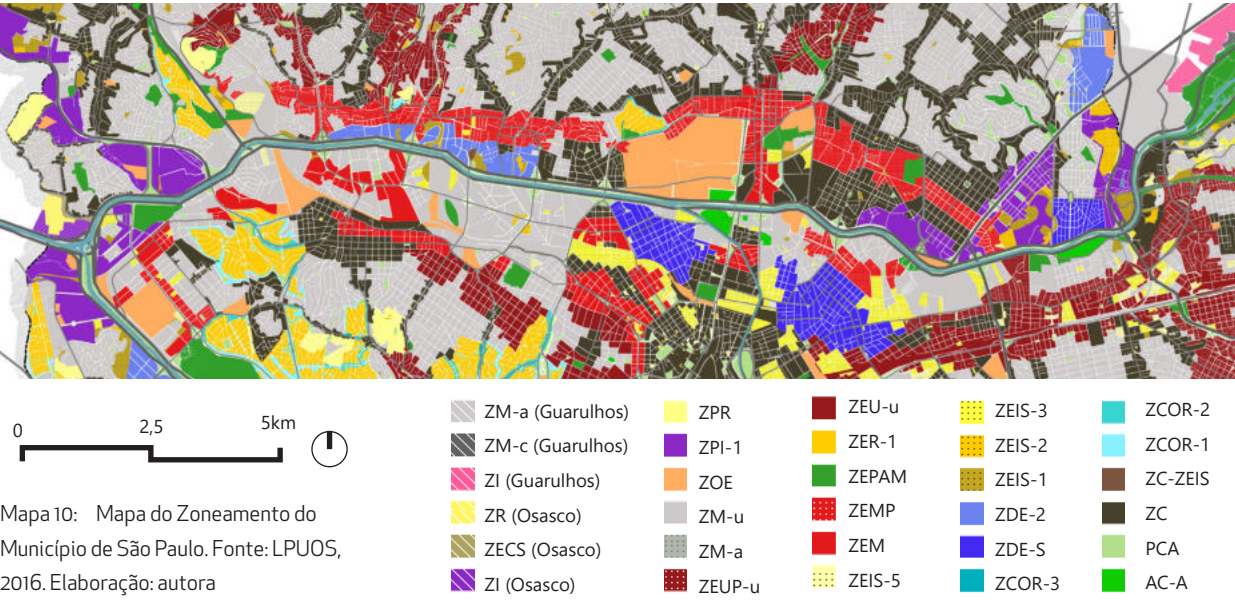 0 2,5 5km
Mapa 10: Mapa do Zoneamento do
Município de São Paulo. Fonte: LPUOS,
2016. Elaboração: autora
ZM-a (Guarulhos)
ZM-c (Guarulhos)
ZI (Guarulhos)
ZR (Osasco)
ZECS (Osasco)
ZI (Osasco)
ZPR
ZPI-1
ZOE
ZM-u
ZM-a
ZEUP-u
ZEU-u
ZER-1
ZEPAM
ZEMP
ZEM
ZEIS-5
ZEIS-3
ZEIS-2
ZEIS-1
ZDE-2
ZDE-S
ZCOR-3
ZCOR-2
ZCOR-1
ZC-ZEIS
ZC
PCA
AC-A